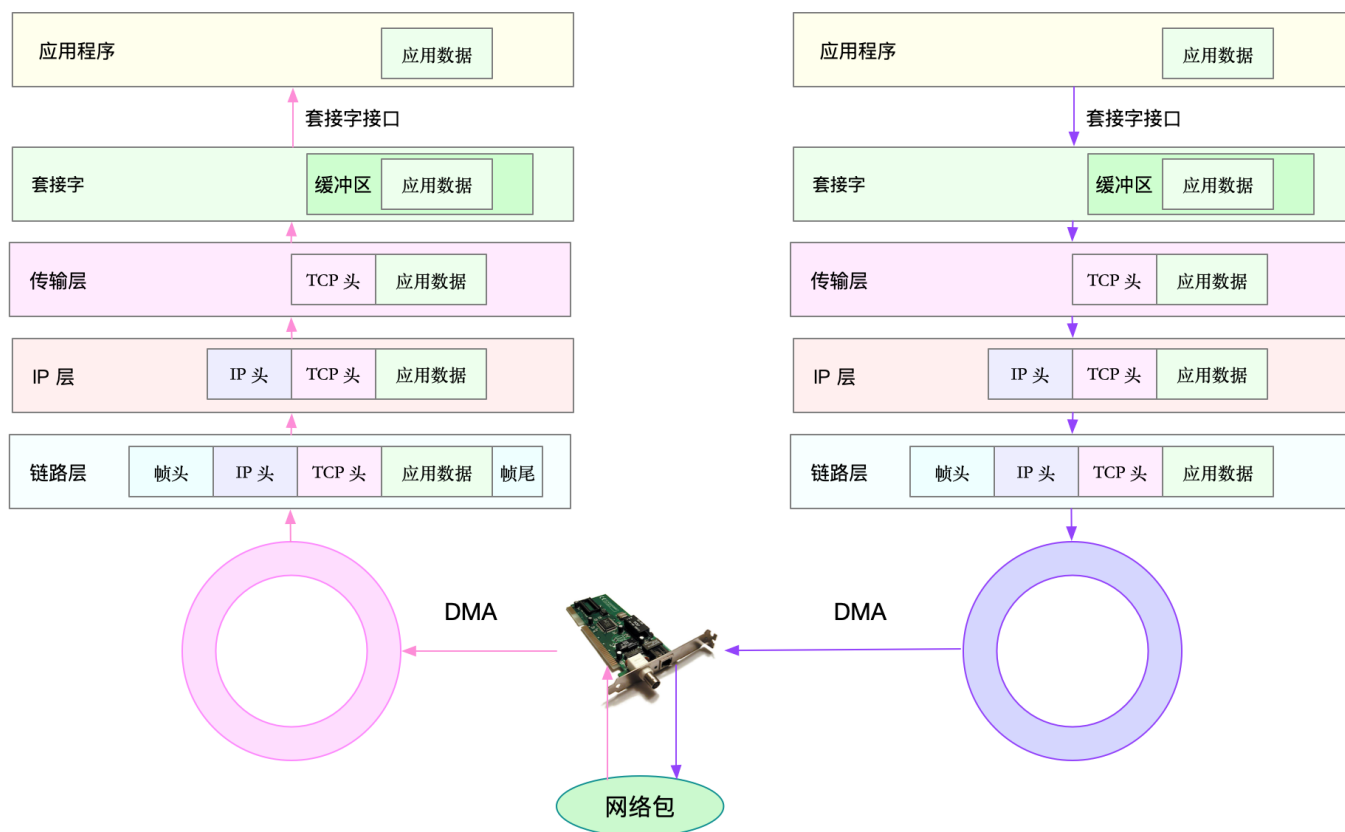 应用程序
应用数据
套接字接口
套接字
缓冲区
应用数据
传输层
TCP 头
应用数据
IP 层
IP 头
TCP 头
应用数据
链路层
帧头
IP 头
TCP 头
应用数据
帧尾
应用程序
应用数据
套接字接口
套接字
缓冲区
应用数据
传输层
TCP 头
应用数据
IP 层
IP 头
TCP 头
应用数据
链路层
帧头
IP 头
TCP 头
应用数据
DMA
DMA
网络包